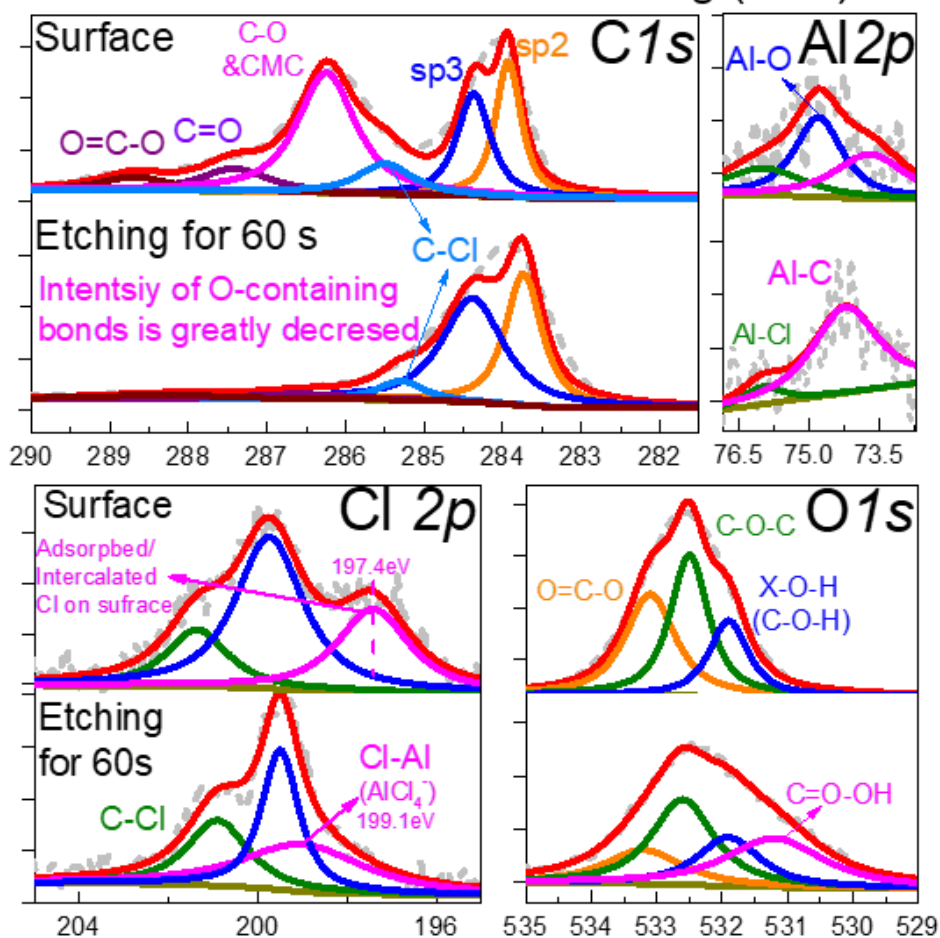 Surface
C-O
&CMC
sp3
sp2
C1s
O=C-O
C=O
Etching for 60 s
C-Cl
Intentsiy of O-containing
bonds is greatly decresed
290 289 288 287 286 285 284 283 282
Al2p
Al-O
Al-C
Al-Cl
76.5 75.0 73.5
Surface
Cl 2p
Adsorpbed/
Intercalated
Cl on sufrace
197.4eV
Etching
for 60s
Cl-Al
(AlCl₄⁻)
199.1eV
C-Cl
204 200 196
O1s
C-O-C
O=C-O
X-O-H
(C-O-H)
C=O-OH
535 534 533 532 531 530 529